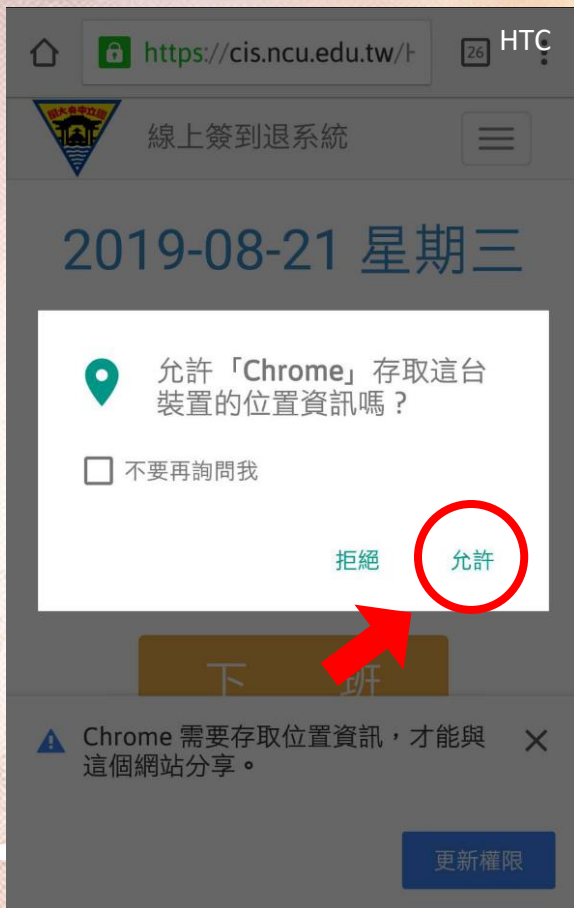 HTC
https://cis.ncu.edu.tw/H
26
線上簽到退系統
2019-08-21 星期三
允許「Chrome」存取這台
裝置的位置資訊嗎？
不要再詢問我
拒絕
允許
下 班
Chrome 需要存取位置資訊，才能與
這個網站分享。
更新權限